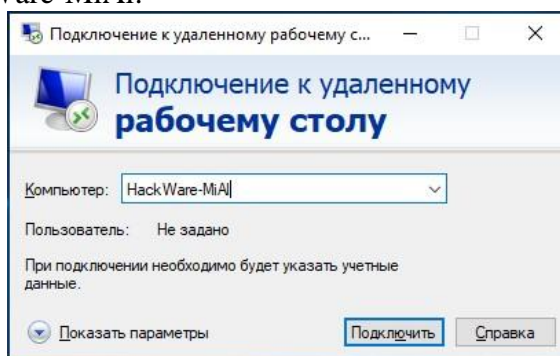 Подключение к удаленному рабочему с...
Подключение к удаленному
рабочему столу
Компьютер: HackWare-MiAl
Пользователь: Не задано
При подключении необходимо будет указать учетные
данные.
Показать параметры Подключить Справка